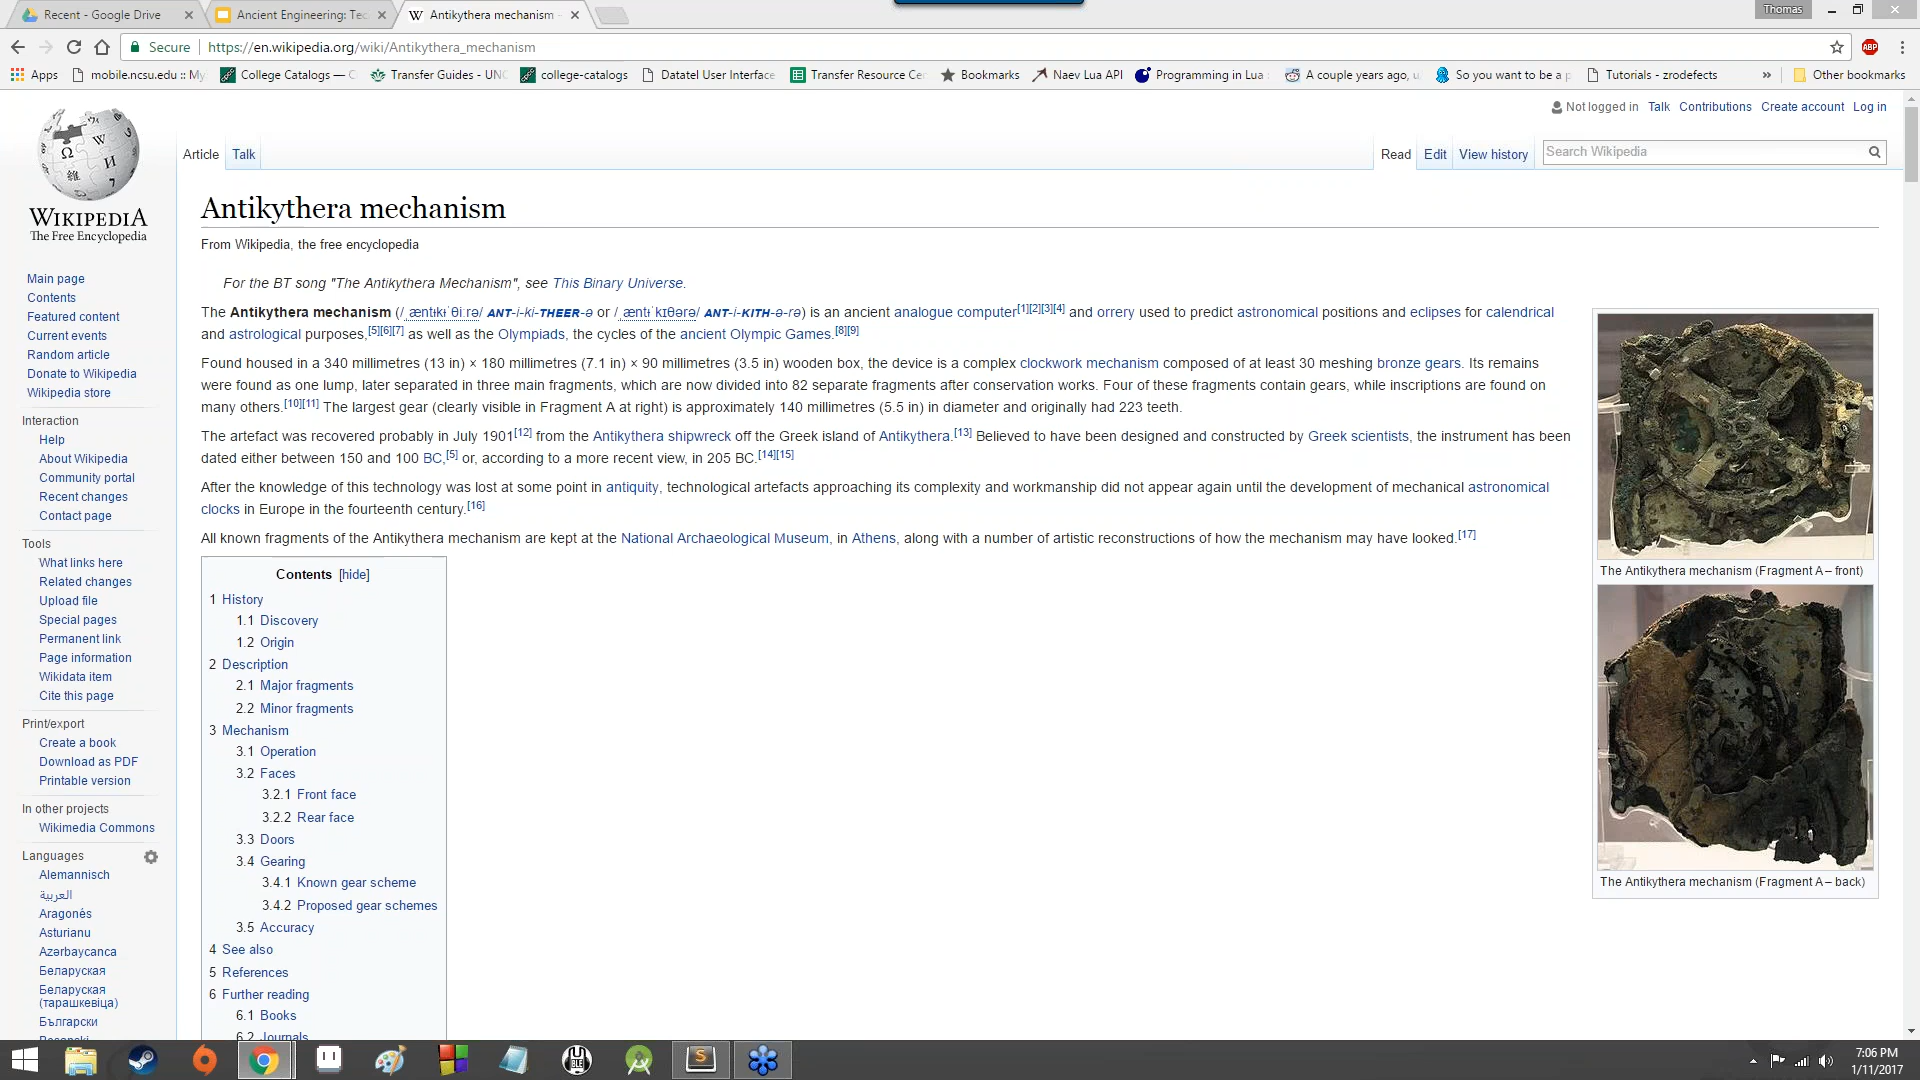 Recent - Google Drive
Ancient Engineering: Tec
Antikythera mechanism -
Thomas
Secure https://en.wikipedia.org/wiki/Antikythera_mechanism
ABP
Apps mobile.ncsu.edu :: My College Catalogs — C Transfer Guides - UNC college-catalogs Datatel User Interface Transfer Resource Cen Bookmarks Naev Lua API Programming in Lua : A couple years ago, u So you want to be a p Tutorials - zrodefects » Other bookmarks
Not logged in Talk Contributions Create account Log in
Article Talk Read Edit View history Search Wikipedia
WIKIPEDIA
The Free Encyclopedia
Main page
Contents
Featured content
Current events
Random article
Donate to Wikipedia
Wikipedia store
Interaction
Help
About Wikipedia
Community portal
Recent changes
Contact page
Tools
What links here
Related changes
Upload file
Special pages
Permanent link
Page information
Wikidata item
Cite this page
Print/export
Create a book
Download as PDF
Printable version
In other projects
Wikimedia Commons
Languages
Alemannisch
العربية
Aragonés
Asturianu
Azərbaycanca
Беларуская
Беларуская
(тарашкевіца)
Български
Antikythera mechanism
From Wikipedia, the free encyclopedia
For the BT song "The Antikythera Mechanism", see This Binary Universe.
The Antikythera mechanism (/ˌæntɪkɪˈθiːrə/ ANT-i-ki-THEER-ə or /ˌæntɪˈkɪθərə/ ANT-i-KITH-ə-rə) is an ancient analogue computer[1][2][3][4] and orrery used to predict astronomical positions and eclipses for calendrical
and astrological purposes,[5][6][7] as well as the Olympiads, the cycles of the ancient Olympic Games.[8][9]
Found housed in a 340 millimetres (13 in) × 180 millimetres (7.1 in) × 90 millimetres (3.5 in) wooden box, the device is a complex clockwork mechanism composed of at least 30 meshing bronze gears. Its remains
were found as one lump, later separated in three main fragments, which are now divided into 82 separate fragments after conservation works. Four of these fragments contain gears, while inscriptions are found on
many others.[10][11] The largest gear (clearly visible in Fragment A at right) is approximately 140 millimetres (5.5 in) in diameter and originally had 223 teeth.
The artefact was recovered probably in July 1901[12] from the Antikythera shipwreck off the Greek island of Antikythera.[13] Believed to have been designed and constructed by Greek scientists, the instrument has been
dated either between 150 and 100 BC,[5] or, according to a more recent view, in 205 BC.[14][15]
After the knowledge of this technology was lost at some point in antiquity, technological artefacts approaching its complexity and workmanship did not appear again until the development of mechanical astronomical
clocks in Europe in the fourteenth century.[16]
All known fragments of the Antikythera mechanism are kept at the National Archaeological Museum, in Athens, along with a number of artistic reconstructions of how the mechanism may have looked.[17]
Contents [hide]
1 History
1.1 Discovery
1.2 Origin
2 Description
2.1 Major fragments
2.2 Minor fragments
3 Mechanism
3.1 Operation
3.2 Faces
3.2.1 Front face
3.2.2 Rear face
3.3 Doors
3.4 Gearing
3.4.1 Known gear scheme
3.4.2 Proposed gear schemes
3.5 Accuracy
4 See also
5 References
6 Further reading
6.1 Books
6.2 Journals
The Antikythera mechanism (Fragment A – front)
The Antikythera mechanism (Fragment A – back)
7:06 PM
1/11/2017